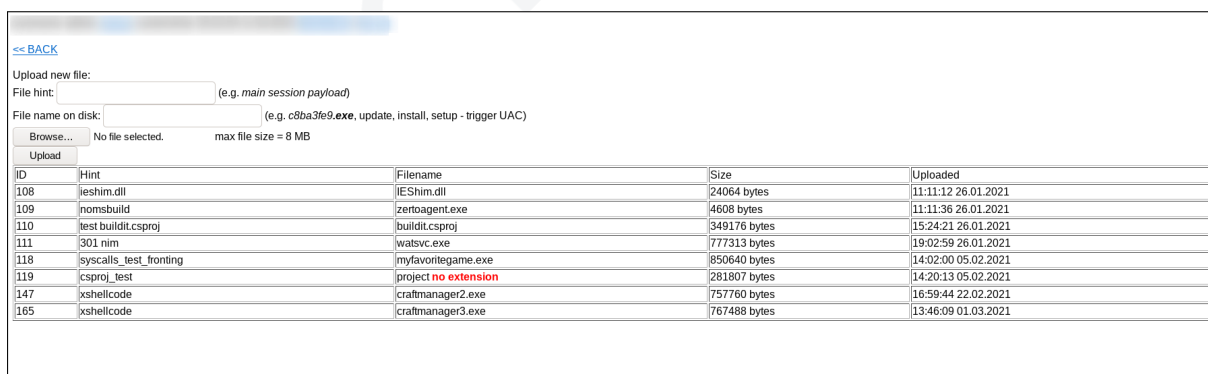 << BACK
Upload new file:
File hint: (e.g. main session payload)
File name on disk: (e.g. c8ba3fe9.exe, update, install, setup - trigger UAC)
Browse... No file selected. max file size = 8 MB
Upload
ID Hint Filename Size Uploaded
108 ieshim.dll IEShim.dll 24064 bytes 11:11:12 26.01.2021
109 nomsbuild zertoagent.exe 4608 bytes 11:11:36 26.01.2021
110 test buildit.csproj buildit.csproj 349176 bytes 15:24:21 26.01.2021
111 301 nim watsvc.exe 777313 bytes 19:02:59 26.01.2021
118 syscalls_test_fronting myfavoritegame.exe 850640 bytes 14:02:00 05.02.2021
119 csproj_test project no extension 281807 bytes 14:20:13 05.02.2021
147 xshellcode craftmanager2.exe 757760 bytes 16:59:44 22.02.2021
165 xshellcode craftmanager3.exe 767488 bytes 13:46:09 01.03.2021